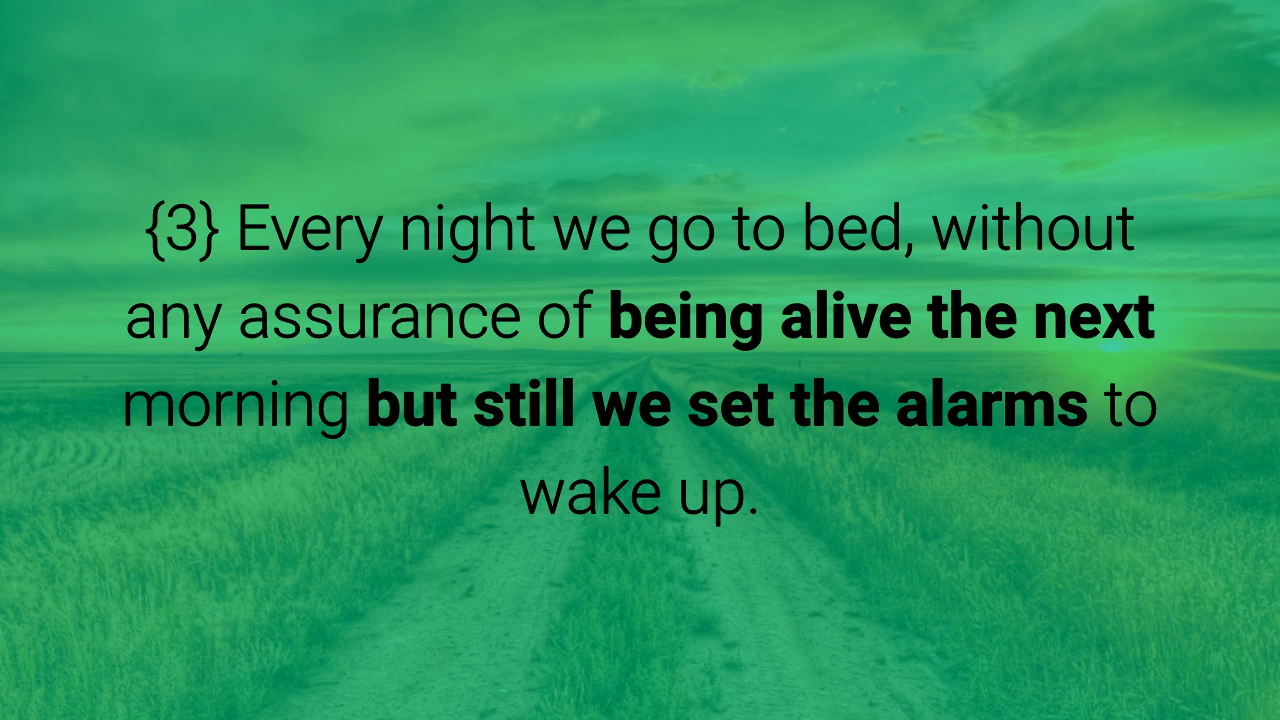 {3} Every night we go to bed, without
any assurance of being alive the next
morning but still we set the alarms to
wake up.